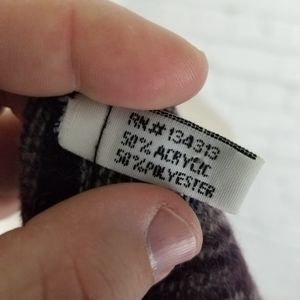 RN# 134313
50% ACRYLIC
50% POLYESTER